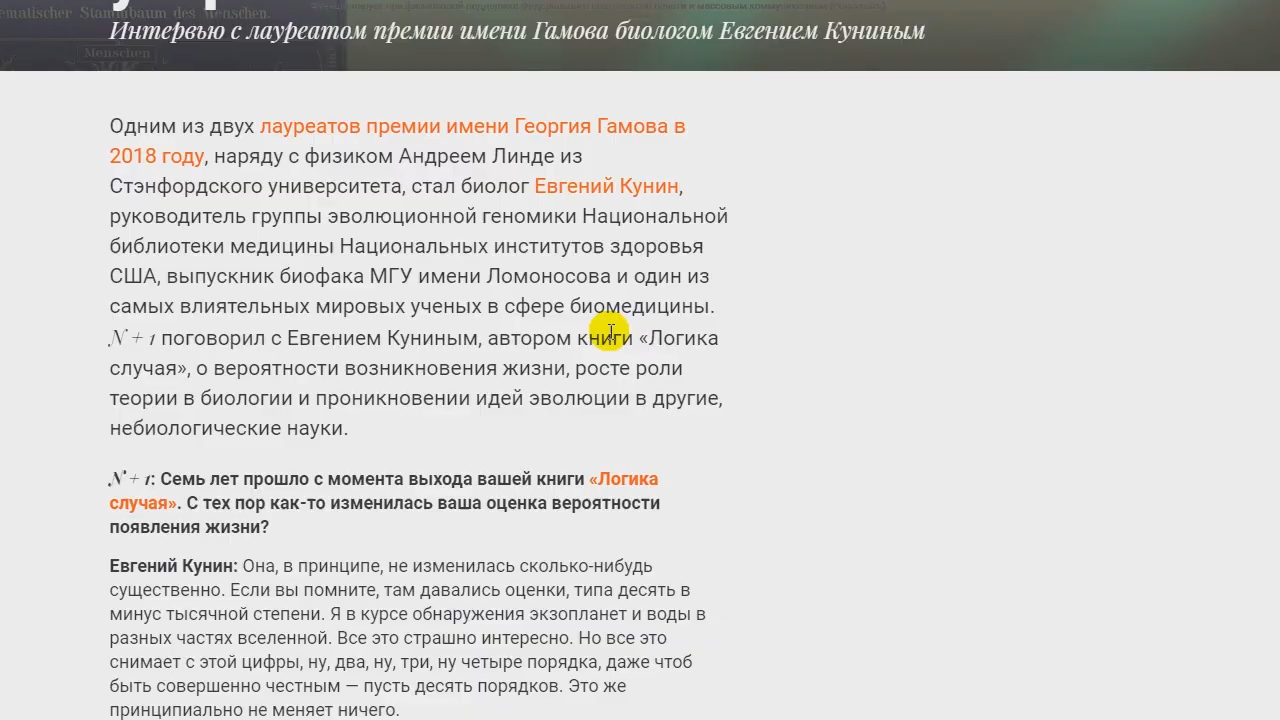 ematischer Stammbaum des Menschen.
Интервью с лауреатом премии имени Гамова биологом Евгением Куниным
Menschen
Одним из двух лауреатов премии имени Георгия Гамова в
2018 году, наряду с физиком Андреем Линде из
Стэнфордского университета, стал биолог Евгений Кунин,
руководитель группы эволюционной геномики Национальной
библиотеки медицины Национальных институтов здоровья
США, выпускник биофака МГУ имени Ломоносова и один из
самых влиятельных мировых ученых в сфере биомедицины.
N + 1 поговорил с Евгением Куниным, автором книги «Логика
случая», о вероятности возникновения жизни, росте роли
теории в биологии и проникновении идей эволюции в другие,
небиологические науки.
N + 1: Семь лет прошло с момента выхода вашей книги «Логика
случая». С тех пор как-то изменилась ваша оценка вероятности
появления жизни?
Евгений Кунин: Она, в принципе, не изменилась сколько-нибудь
существенно. Если вы помните, там давались оценки, типа десять в
минус тысячной степени. Я в курсе обнаружения экзопланет и воды в
разных частях вселенной. Все это страшно интересно. Но все это
снимает с этой цифры, ну, два, ну, три, ну четыре порядка, даже чтоб
быть совершенно честным — пусть десять порядков. Это же
принципиально не меняет ничего.